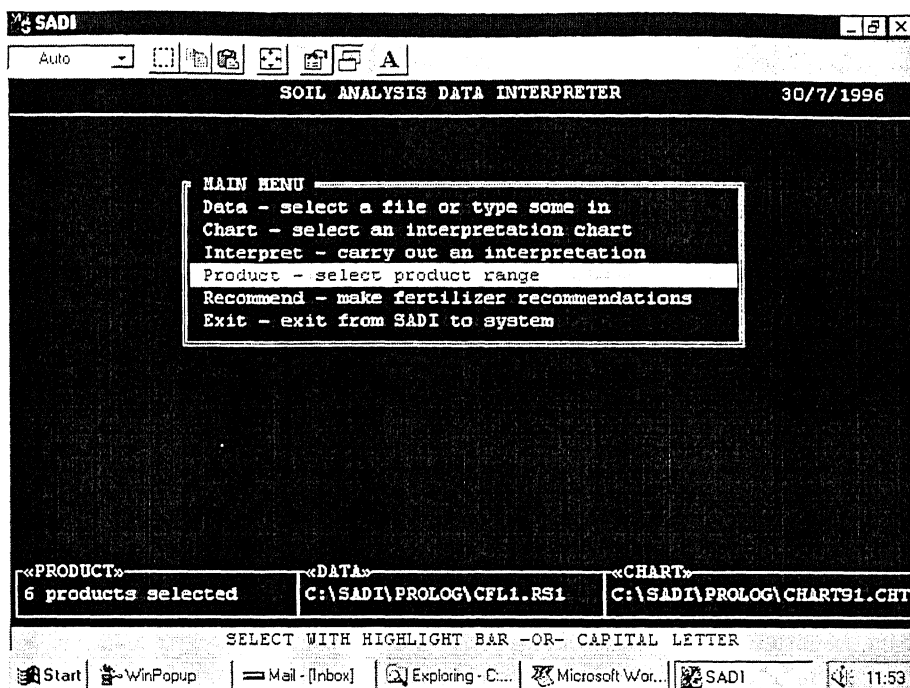 SADI
Auto
A
SOIL ANALYSIS DATA INTERPRETER 30/7/1996
MAIN MENU
Data - select a file or type some in
Chart - select an interpretation chart
Interpret - carry out an interpretation
Product - select product range
Recommend - make fertilizer recommendations
Exit - exit from SADI to system
«PRODUCT» «DATA» «CHART»
6 products selected C:\SADI\PROLOG\CFL1.RS1 C:\SADI\PROLOG\CHART91.CHT
SELECT WITH HIGHLIGHT BAR -OR- CAPITAL LETTER
Start WinPopup Mail - [Inbox] Exploring - C:... Microsoft Wor... SADI 11:53